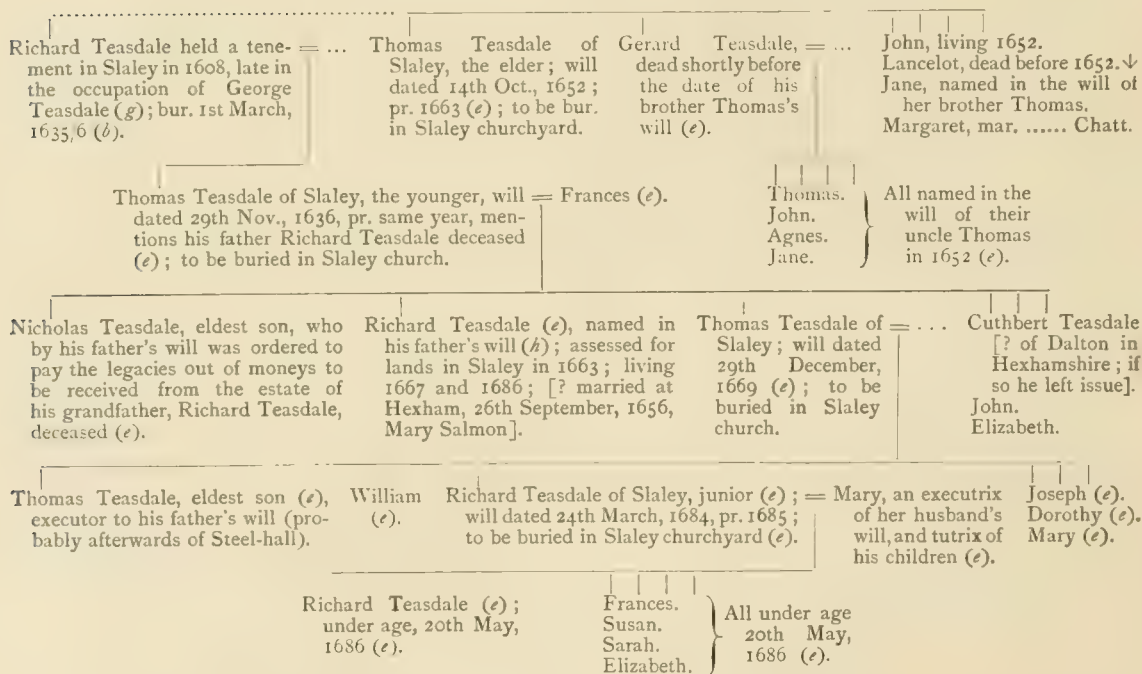 Richard Teasdale held a tene-
ment in Slaley in 1608, late in
the occupation of George
Teasdale (g); bur. 1st March,
1635/6 (b).
= ...
Thomas Teasdale of
Slaley, the elder; will
dated 14th Oct., 1652;
pr. 1663 (e); to be bur.
in Slaley churchyard.
Gerard Teasdale,
dead shortly before
the date of his
brother Thomas's
will (e).
= ...
John, living 1652.
Lancelot, dead before 1652.↓
Jane, named in the will of
her brother Thomas.
Margaret, mar. ...... Chatt.
Thomas Teasdale of Slaley, the younger, will
dated 29th Nov., 1636, pr. same year, men-
tions his father Richard Teasdale deceased
(e); to be buried in Slaley church.
= Frances (e).
Thomas.
John.
Agnes.
Jane.
All named in the
will of their
uncle Thomas
in 1652 (e).
Nicholas Teasdale, eldest son, who
by his father's will was ordered to
pay the legacies out of moneys to
be received from the estate of
his grandfather, Richard Teasdale,
deceased (e).
Richard Teasdale (e), named in
his father's will (h); assessed for
lands in Slaley in 1663; living
1667 and 1686; [? married at
Hexham, 26th September, 1656,
Mary Salmon].
Thomas Teasdale of
Slaley; will dated
29th December,
1669 (e); to be
buried in Slaley
church.
= ...
Cuthbert Teasdale
[? of Dalton in
Hexhamshire; if
so he left issue].
John.
Elizabeth.
Thomas Teasdale, eldest son (e),
executor to his father's will (pro-
bably afterwards of Steel-hall).
William
(e).
Richard Teasdale of Slaley, junior (e);
will dated 24th March, 1684, pr. 1685;
to be buried in Slaley churchyard (e).
= Mary, an executrix
of her husband's
will, and tutrix of
his children (e).
Joseph (e).
Dorothy (e).
Mary (e).
Richard Teasdale (e);
under age, 20th May,
1686 (e).
Frances.
Susan.
Sarah.
Elizabeth.
All under age
20th May,
1686 (e).